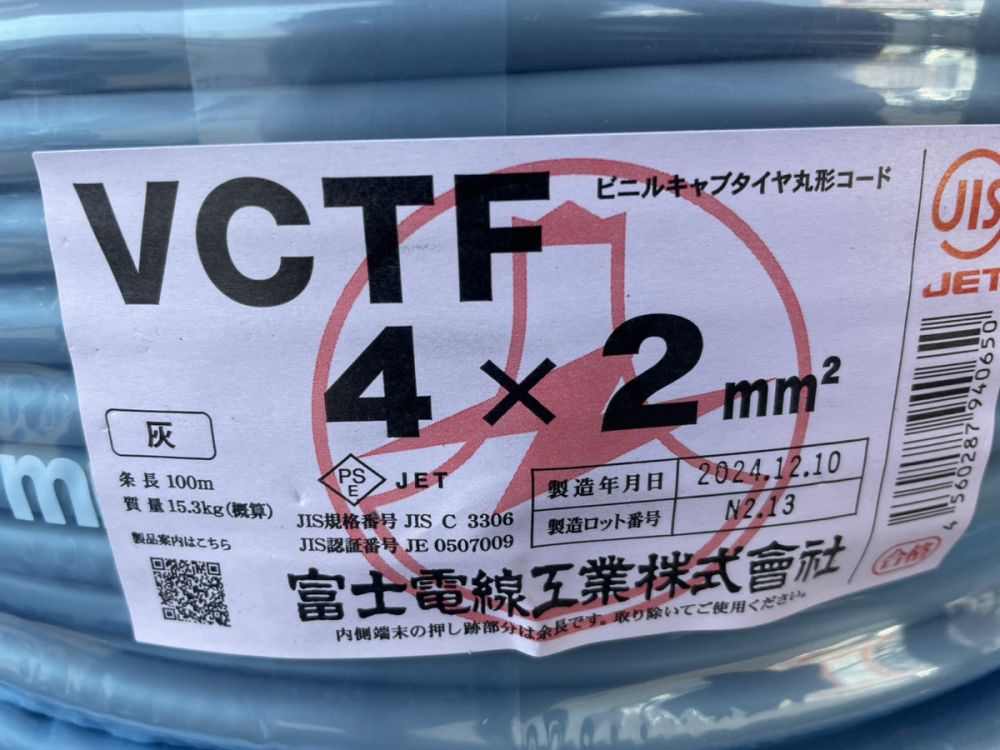 VCTF
ビニルキャブタイヤ丸形コード
4×2mm²
灰
条長 100m
質量 15.3kg(概算)
製品案内はこちら
PS
E
JET
JIS規格番号 JIS C 3306
JIS認証番号 JE 0507009
製造年月日 2024.12.10
製造ロット番号 N2.13
富士電線工業株式會社
内側端末の押し跡部分は余長です。取り除いてご使用ください。
JIS
JET
4 560287 940650
合格
m